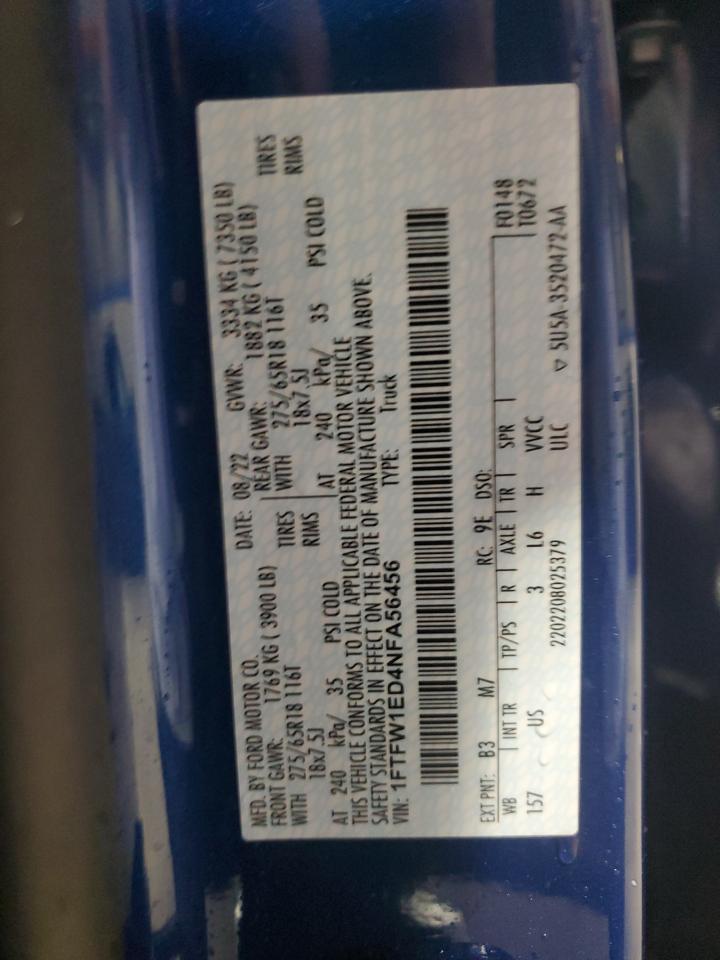 MFD. BY FORD MOTOR CO.
DATE: 08/22 GVWR: 3334 KG ( 7350 LB)
FRONT GAWR: 1769 KG ( 3900 LB)
REAR GAWR: 1882 KG ( 4150 LB)
WITH 275/65R18 116T TIRES
WITH 275/65R18 116T TIRES
18x7.5J RIMS
18x7.5J RIMS
AT 240 kPa/ 35 PSI COLD
AT 240 kPa/ 35 PSI COLD
THIS VEHICLE CONFORMS TO ALL APPLICABLE FEDERAL MOTOR VEHICLE
SAFETY STANDARDS IN EFFECT ON THE DATE OF MANUFACTURE SHOWN ABOVE.
VIN: 1FTFW1ED4NFA56456 TYPE: Truck
EXT PNT: B3 M7 RC: 9E DSO: F0148
WB INT TR TP/PS R AXLE TR SPR T0672
157 US 3 L6 H VVCC
2202208025379 ULC
▽ 5U5A-3520472-AA